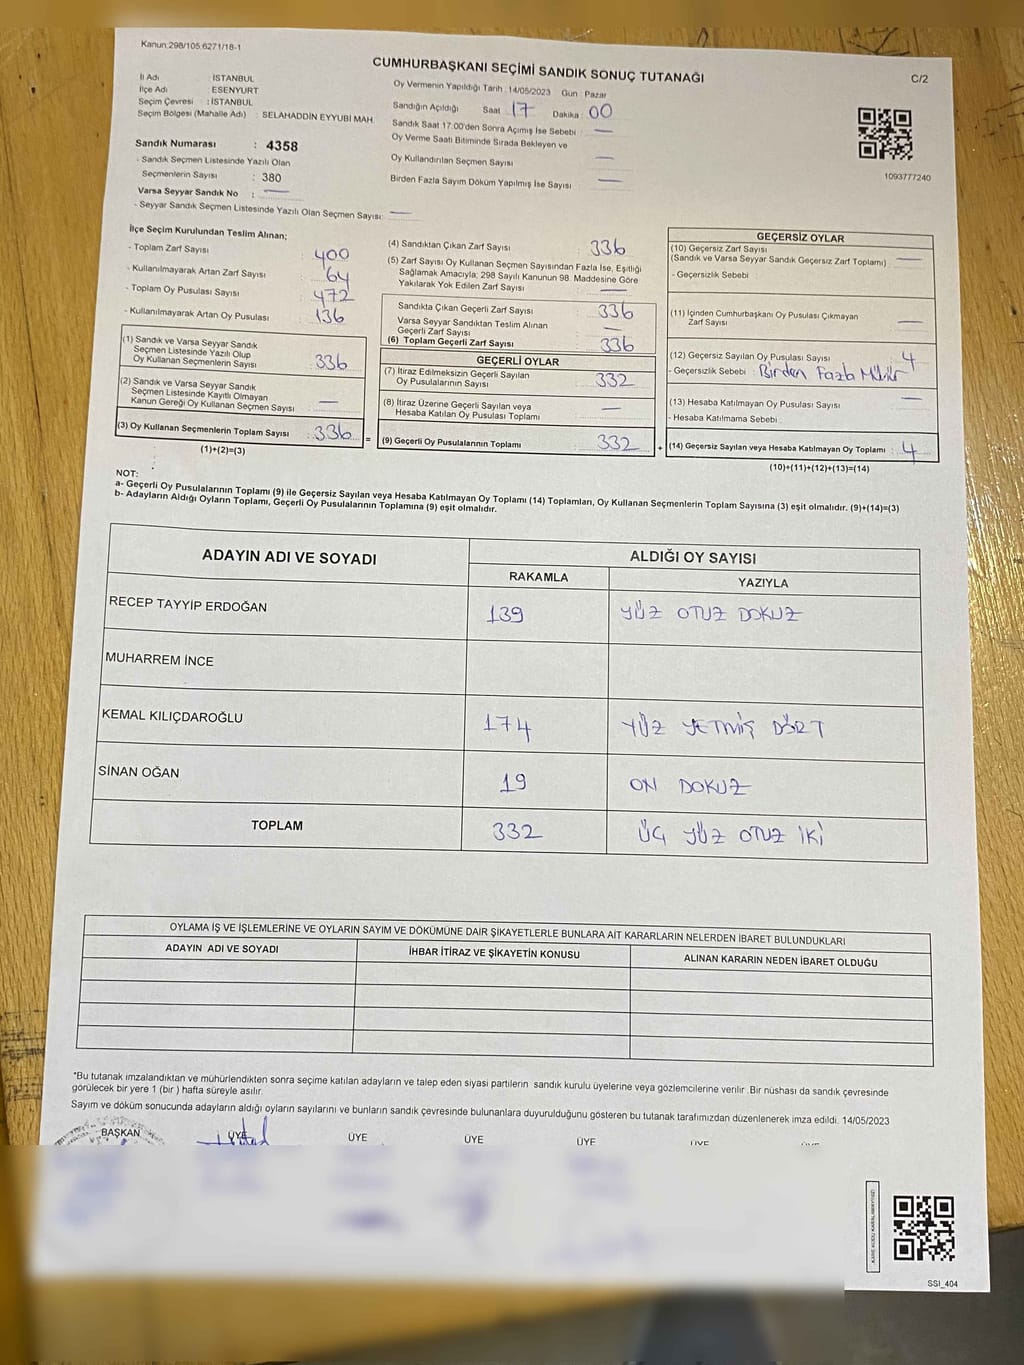 Kanun:298/105.6271/18-1
CUMHURBAŞKANI SEÇİMİ SANDIK SONUÇ TUTANAĞI
C/2
İl Adı İSTANBUL
İlçe Adı ESENYURT
Seçim Çevresi : İSTANBUL
Seçim Bölgesi (Mahalle Adı) : SELAHADDİN EYYUBİ MAH.
Oy Vermenin Yapıldığı Tarih : 14/05/2023 Gün : Pazar
Sandığın Açıldığı Saat 17 Dakika : 00
Sandık Saat 17:00'den Sonra Açılmış İse Sebebi : —
Oy Verme Saati Bitiminde Sırada Bekleyen ve
Oy Kullandırılan Seçmen Sayısı —
Birden Fazla Sayım Döküm Yapılmış İse Sayısı —
1093777240
Sandık Numarası : 4358
- Sandık Seçmen Listesinde Yazılı Olan
Seçmenlerin Sayısı : 380
Varsa Seyyar Sandık No : —
- Seyyar Sandık Seçmen Listesinde Yazılı Olan Seçmen Sayısı: —
İlçe Seçim Kurulundan Teslim Alınan;
- Toplam Zarf Sayısı 400
- Kullanılmayarak Artan Zarf Sayısı 64
- Toplam Oy Pusulası Sayısı 472
- Kullanılmayarak Artan Oy Pusulası 136
(1) Sandık ve Varsa Seyyar Sandık
Seçmen Listesinde Yazılı Olup
Oy Kullanan Seçmenlerin Sayısı 336
(2) Sandık ve Varsa Seyyar Sandık
Seçmen Listesinde Kayıtlı Olmayan
Kanun Gereği Oy Kullanan Seçmen Sayısı —
(3) Oy Kullanan Seçmenlerin Toplam Sayısı : 336 =
(1)+(2)=(3)
(4) Sandıktan Çıkan Zarf Sayısı 336
(5) Zarf Sayısı Oy Kullanan Seçmen Sayısından Fazla İse, Eşitliği
Sağlamak Amacıyla; 298 Sayılı Kanunun 98. Maddesine Göre
Yakılarak Yok Edilen Zarf Sayısı —
Sandıkta Çıkan Geçerli Zarf Sayısı 336
Varsa Seyyar Sandıktan Teslim Alınan
Geçerli Zarf Sayısı —
(6) Toplam Geçerli Zarf Sayısı 336
GEÇERLİ OYLAR
(7) İtiraz Edilmeksizin Geçerli Sayılan
Oy Pusulalarının Sayısı 332
(8) İtiraz Üzerine Geçerli Sayılan veya
Hesaba Katılan Oy Pusulası Toplamı —
(9) Geçerli Oy Pusulalarının Toplamı 332 +
GEÇERSİZ OYLAR
(10) Geçersiz Zarf Sayısı
(Sandık ve Varsa Seyyar Sandık Geçersiz Zarf Toplamı) —
- Geçersizlik Sebebi :
(11) İçinden Cumhurbaşkanı Oy Pusulası Çıkmayan
Zarf Sayısı —
(12) Geçersiz Sayılan Oy Pusulası Sayısı 4
- Geçersizlik Sebebi : Birden Fazla Mühür
(13) Hesaba Katılmayan Oy Pusulası Sayısı —
- Hesaba Katılmama Sebebi :
(14) Geçersiz Sayılan veya Hesaba Katılmayan Oy Toplamı : 4
(10)+(11)+(12)+(13)=(14)
NOT:
a- Geçerli Oy Pusulalarının Toplamı (9) ile Geçersiz Sayılan veya Hesaba Katılmayan Oy Toplamı (14) Toplamları, Oy Kullanan Seçmenlerin Toplam Sayısına (3) eşit olmalıdır. (9)+(14)=(3)
b- Adayların Aldığı Oyların Toplamı, Geçerli Oy Pusulalarının Toplamına (9) eşit olmalıdır.
ADAYIN ADI VE SOYADI
ALDIĞI OY SAYISI
RAKAMLA YAZIYLA
RECEP TAYYİP ERDOĞAN 139 YÜZ OTUZ DOKUZ
MUHARREM İNCE
KEMAL KILIÇDAROĞLU 174 YÜZ YETMİŞ DÖRT
SİNAN OĞAN 19 ON DOKUZ
TOPLAM 332 ÜÇ YÜZ OTUZ İKİ
OYLAMA İŞ VE İŞLEMLERİNE VE OYLARIN SAYIM VE DÖKÜMÜNE DAİR ŞİKAYETLERLE BUNLARA AİT KARARLARIN NELERDEN İBARET BULUNDUKLARI
ADAYIN ADI VE SOYADI İHBAR İTİRAZ VE ŞİKAYETİN KONUSU ALINAN KARARIN NEDEN İBARET OLDUĞU
"Bu tutanak imzalandıktan ve mühürlendikten sonra seçime katılan adayların ve talep eden siyasi partilerin sandık kurulu üyelerine veya gözlemcilerine verilir .Bir nüshası da sandık çevresinde
görülecek bir yere 1 (bir ) hafta süreyle asılır.
Sayım ve döküm sonucunda adayların aldığı oyların sayılarını ve bunların sandık çevresinde bulunanlara duyurulduğunu gösteren bu tutanak tarafımızdan düzenlenerek imza edildi. 14/05/2023
BAŞKAN ÜYE ÜYE ÜYE ÜYE ÜYE ÜYE
SSI_404